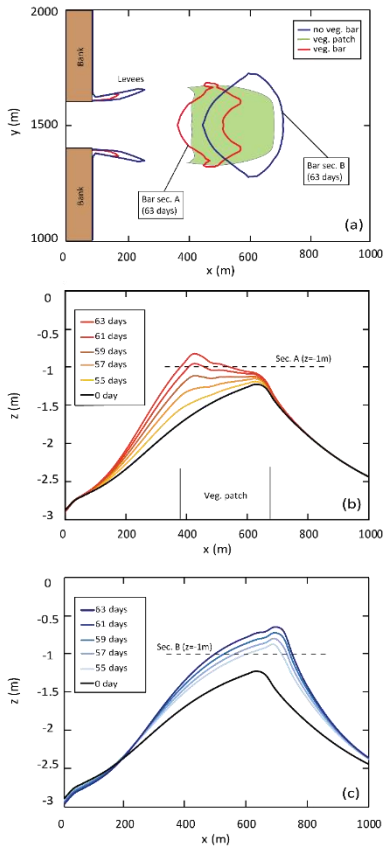 2000
1500
1000
y (m)
Bank
Bank
Levees
no veg. bar
veg. patch
veg. bar
Bar sec. A
(63 days)
Bar sec. B
(63 days)
(a)
0 200 400 600 800 1000
x (m)
0
-0.5
-1
-1.5
-2
-2.5
-3
z (m)
63 days
61 days
59 days
57 days
55 days
0 day
Sec. A (z=-1m)
Veg. patch
(b)
0 200 400 600 800 1000
x (m)
0
-0.5
-1
-1.5
-2
-2.5
-3
z (m)
63 days
61 days
59 days
57 days
55 days
0 day
Sec. B (z=-1m)
(c)
0 200 400 600 800 1000
x (m)